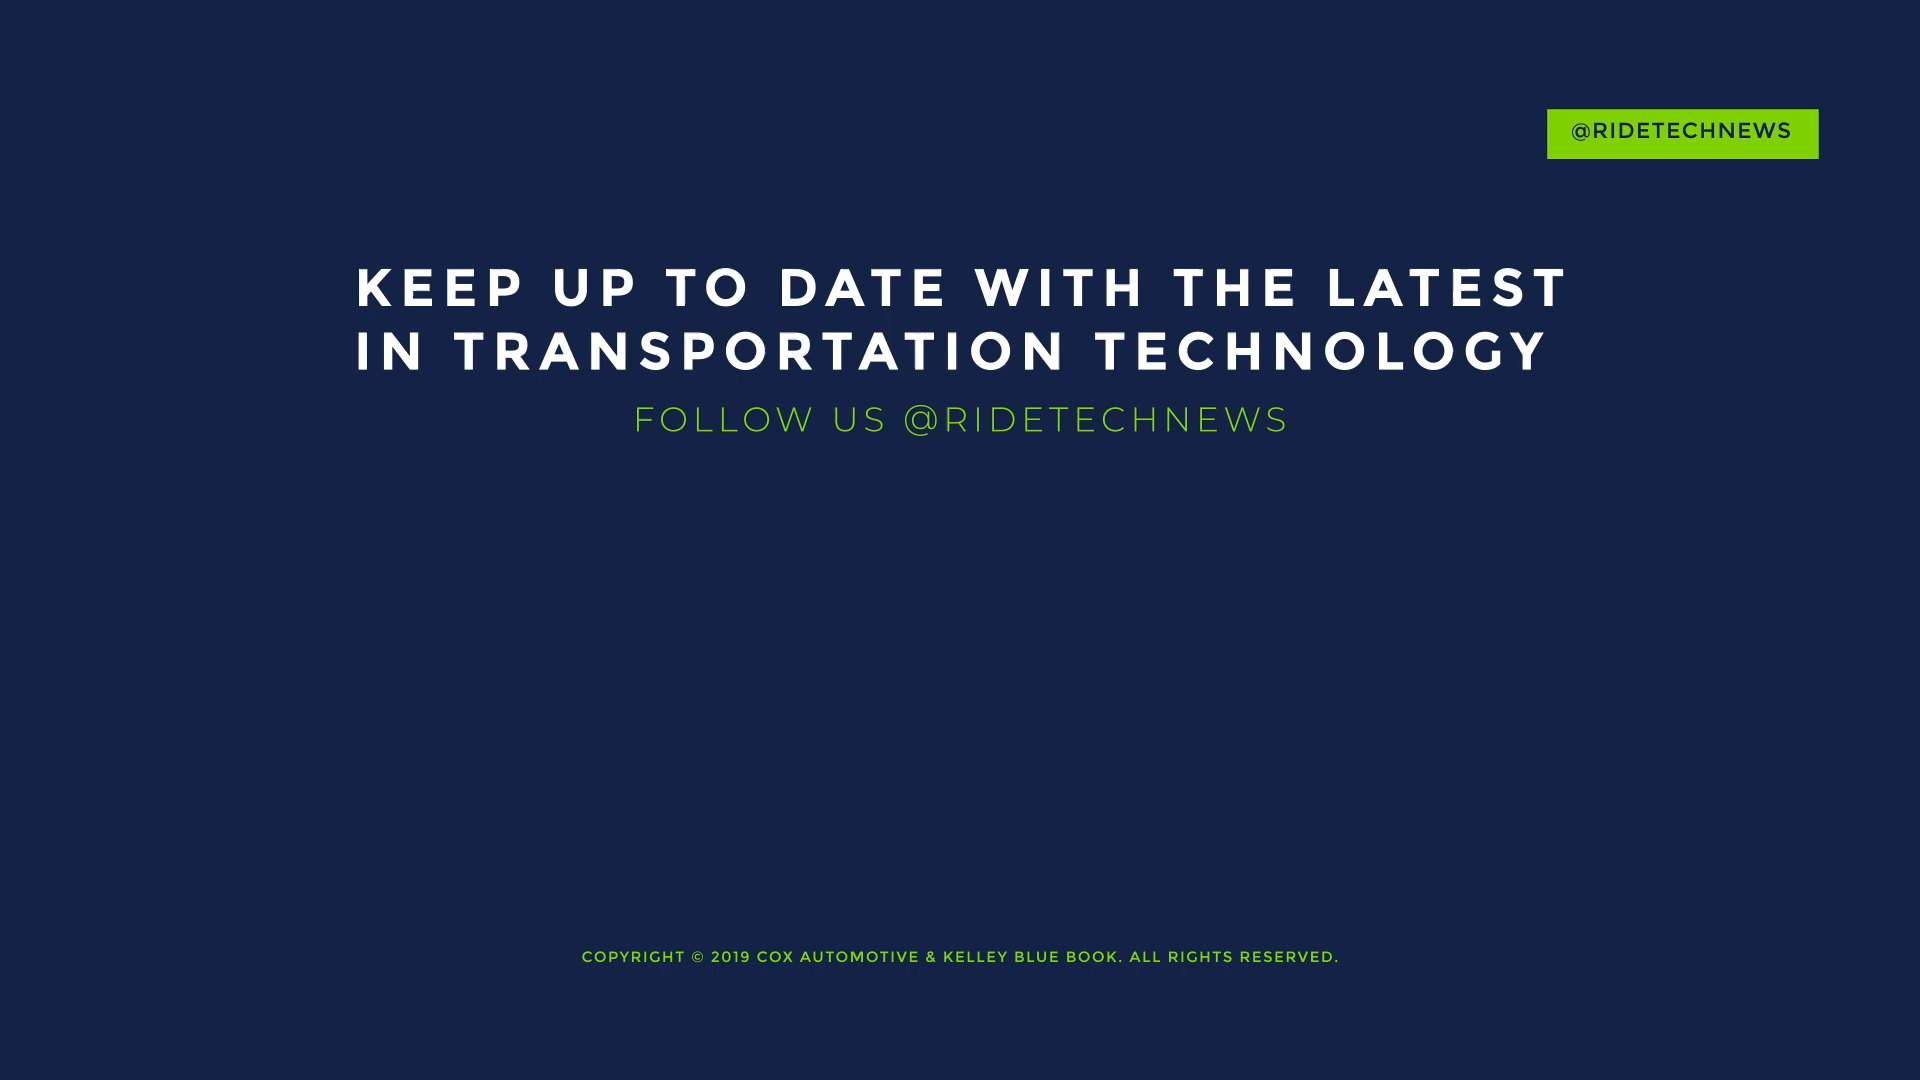 @RIDETECHNEWS
KEEP UP TO DATE WITH THE LATEST
IN TRANSPORTATION TECHNOLOGY
FOLLOW US @RIDETECHNEWS
COPYRIGHT © 2019 COX AUTOMOTIVE & KELLEY BLUE BOOK. ALL RIGHTS RESERVED.